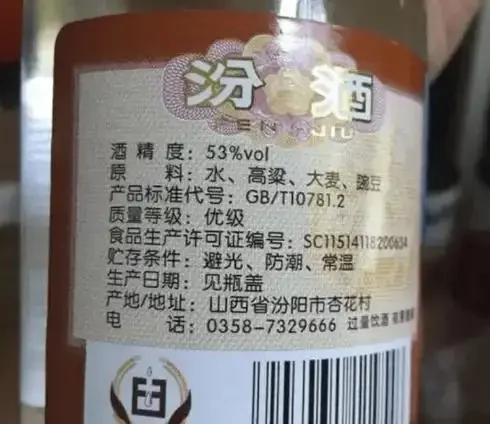 汾酒
FEN JIU
酒精度：53%vol
原料：水、高粱、大麦、豌豆
产品标准代号：GB/T10781.2
质量等级：优级
食品生产许可证编号：SC11514118200634
贮存条件：避光、防潮、常温
生产日期：见瓶盖
产地/地址：山西省汾阳市杏花村
电话：0358-7329666 过量饮酒